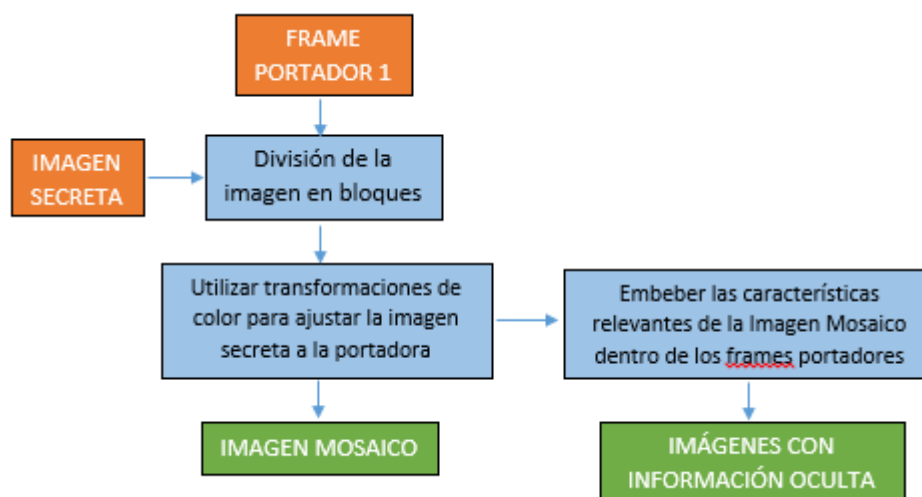 FRAME
PORTADOR 1
IMAGEN
SECRETA
División de la
imagen en bloques
Utilizar transformaciones de
color para ajustar la imagen
secreta a la portadora
Embeber las características
relevantes de la Imagen Mosaico
dentro de los frames portadores
IMAGEN MOSAICO
IMÁGENES CON
INFORMACIÓN OCULTA